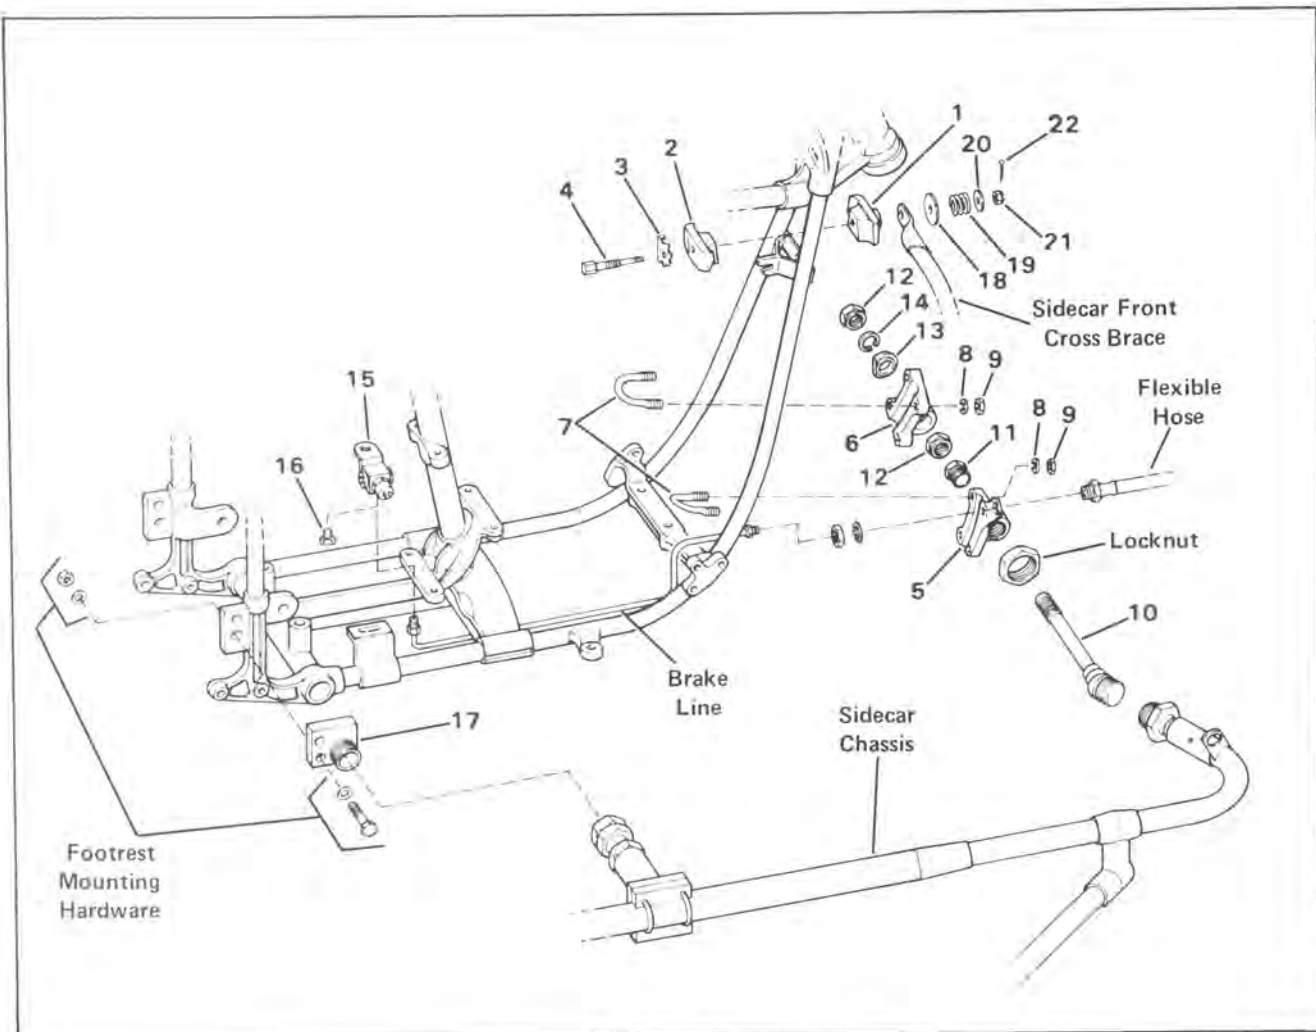 1
22
20
2
3
4
21
19
18
12
14
13
Sidecar Front
Cross Brace
8 9
15
Flexible
Hose
7
6
8 9
16
11
12
Locknut
5
10
Brake
Line
17
Sidecar
Chassis
Footrest
Mounting
Hardware